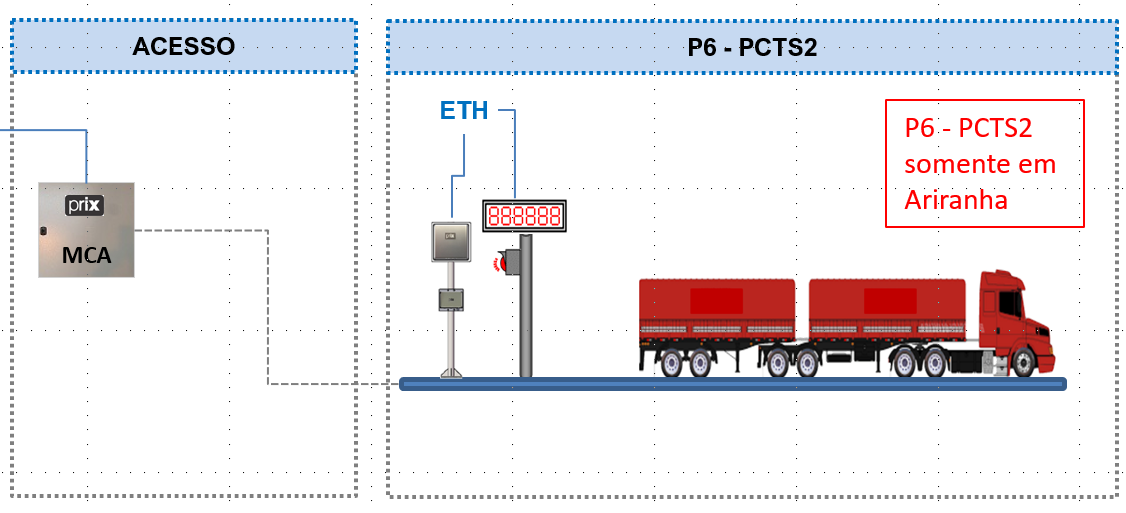 ACESSO
P6 - PCTS2
ETH
P6 - PCTS2
somente em
Ariranha
prix
MCA
888888